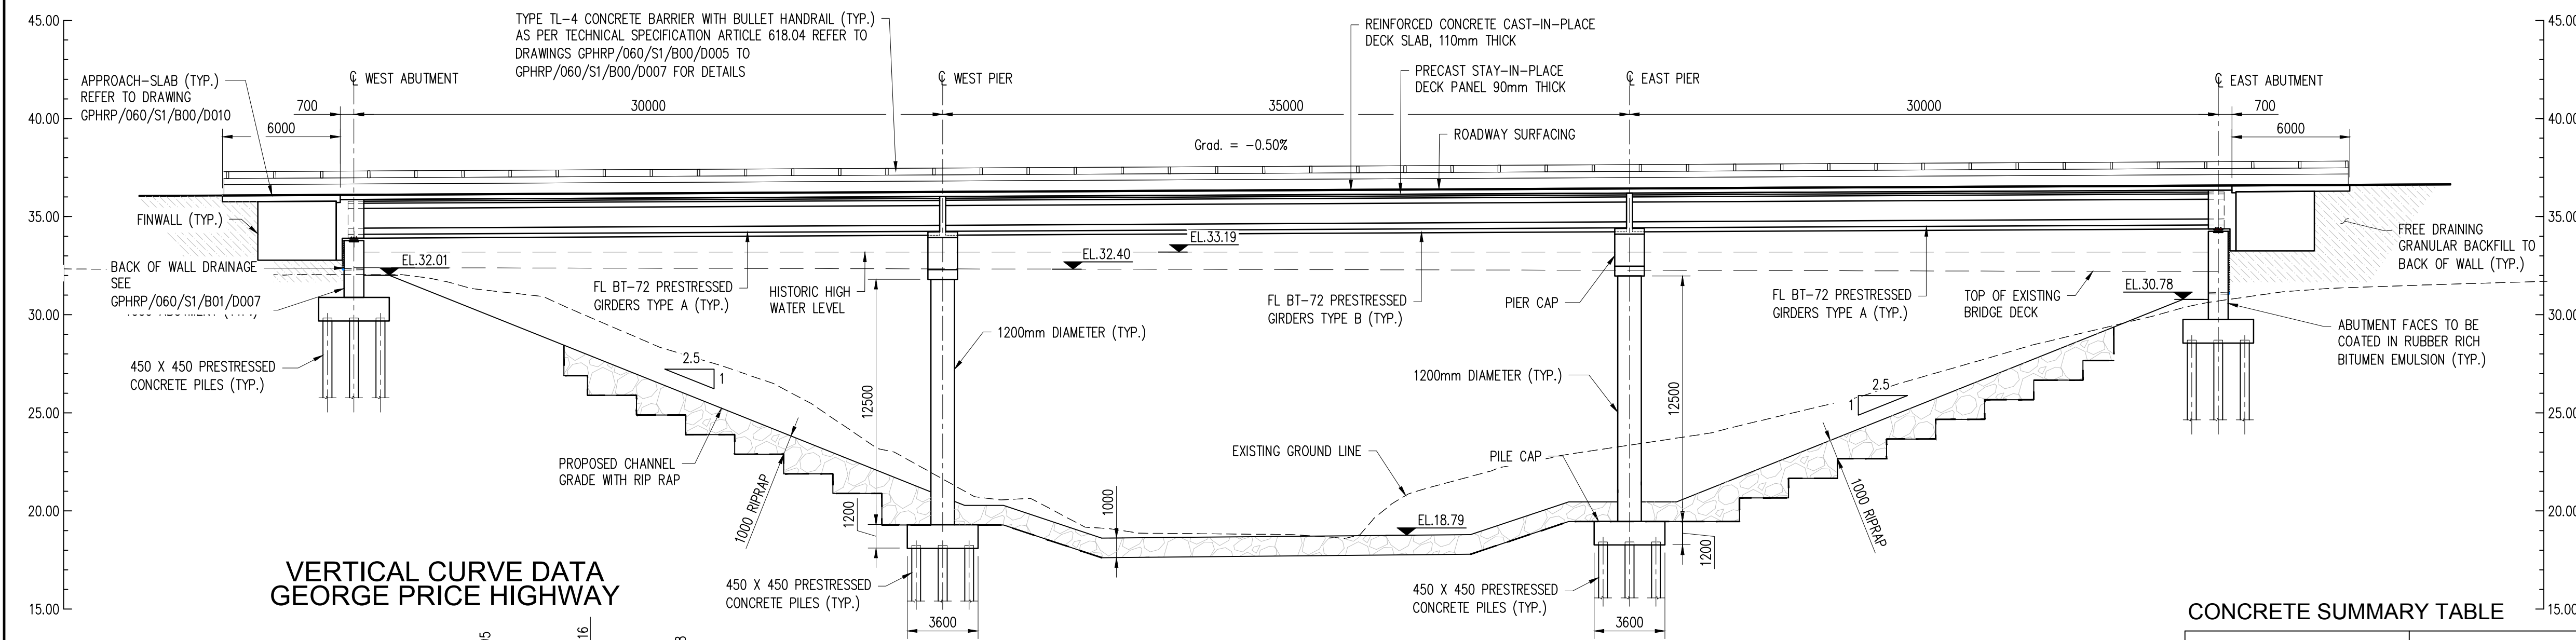 45.00
40.00
35.00
30.00
25.00
20.00
15.00
TYPE TL-4 CONCRETE BARRIER WITH BULLET HANDRAIL (TYP.)
AS PER TECHNICAL SPECIFICATION ARTICLE 618.04 REFER TO
DRAWINGS GPHRP/060/S1/B00/D005 TO
GPHRP/060/S1/B00/D007 FOR DETAILS
REINFORCED CONCRETE CAST-IN-PLACE
DECK SLAB, 110mm THICK
PRECAST STAY-IN-PLACE
DECK PANEL 90mm THICK
APPROACH-SLAB (TYP.)
REFER TO DRAWING
GPHRP/060/S1/B00/D010
℄ WEST ABUTMENT
℄ WEST PIER
℄ EAST PIER
℄ EAST ABUTMENT
700
30000
35000
30000
700
6000
6000
Grad. = -0.50%
ROADWAY SURFACING
FINWALL (TYP.)
BACK OF WALL DRAINAGE
SEE
GPHRP/060/S1/B01/D007
EL.32.01
EL.33.19
EL.32.40
EL.30.78
FL BT-72 PRESTRESSED
GIRDERS TYPE A (TYP.)
HISTORIC HIGH
WATER LEVEL
FL BT-72 PRESTRESSED
GIRDERS TYPE B (TYP.)
PIER CAP
FL BT-72 PRESTRESSED
GIRDERS TYPE A (TYP.)
TOP OF EXISTING
BRIDGE DECK
FREE DRAINING
GRANULAR BACKFILL TO
BACK OF WALL (TYP.)
ABUTMENT FACES TO BE
COATED IN RUBBER RICH
BITUMEN EMULSION (TYP.)
450 X 450 PRESTRESSED
CONCRETE PILES (TYP.)
2.5
1
1200mm DIAMETER (TYP.)
1200mm DIAMETER (TYP.)
2.5
1
12500
12500
PROPOSED CHANNEL
GRADE WITH RIP RAP
EXISTING GROUND LINE
PILE CAP
1000 RIPRAP
1200
1000
EL.18.79
1200
1000 RIPRAP
450 X 450 PRESTRESSED
CONCRETE PILES (TYP.)
450 X 450 PRESTRESSED
CONCRETE PILES (TYP.)
3600
3600
45.00
40.00
35.00
30.00
25.00
20.00
15.00
VERTICAL CURVE DATA
GEORGE PRICE HIGHWAY
CONCRETE SUMMARY TABLE